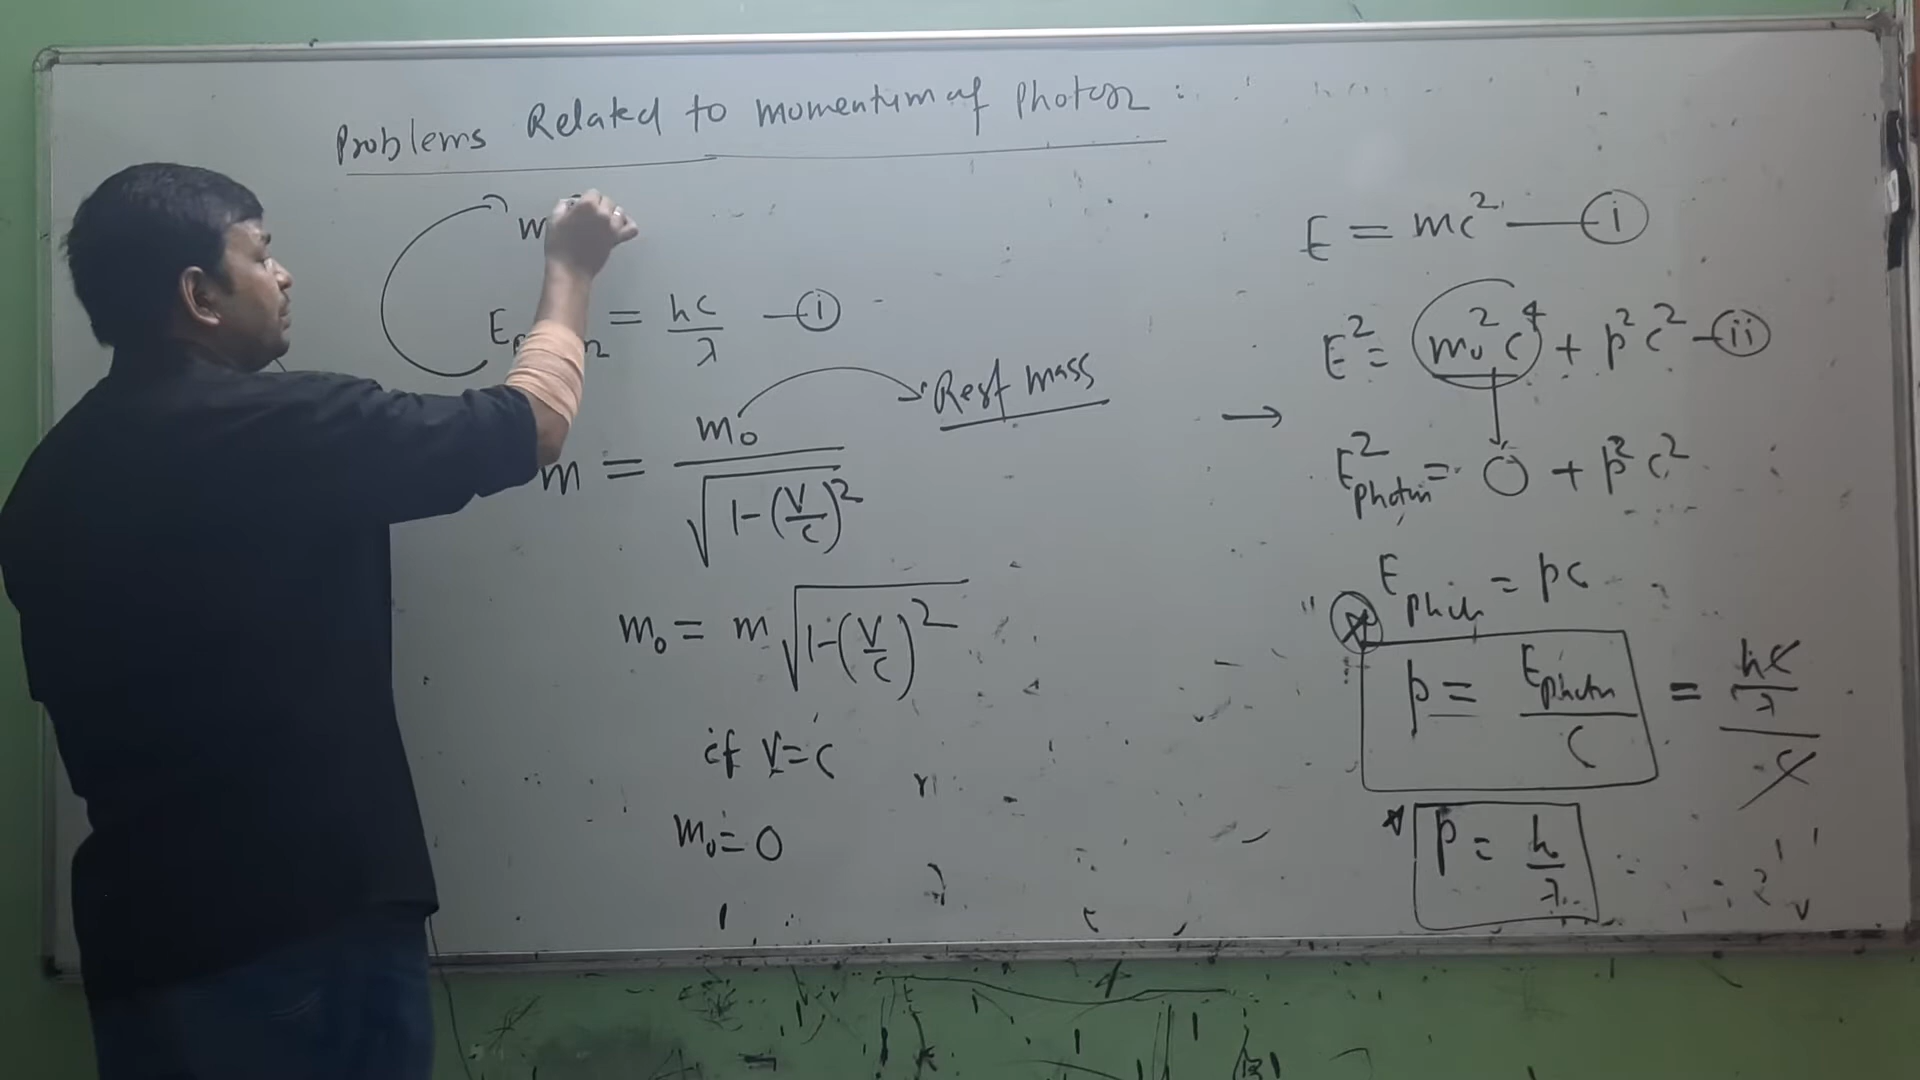 Problems Related to momentum of Photon :
m
E = hc/λ — (i)
m = m₀/√(1-(V/c)²)
Rest mass
m₀ = m √(1-(V/c)²)
if V=c
m₀ = 0
E = mc² — (i)
E² = m₀²c⁴ + p²c² — (ii)
→
E²photon = 0 + p²c²
E = pc
p = Ephoton/c = hc/λ/c
p = h/λ